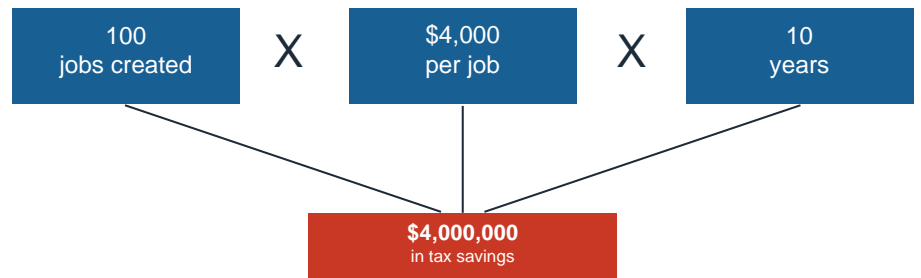 100
jobs created
X
$4,000
per job
X
10
years
$4,000,000
in tax savings